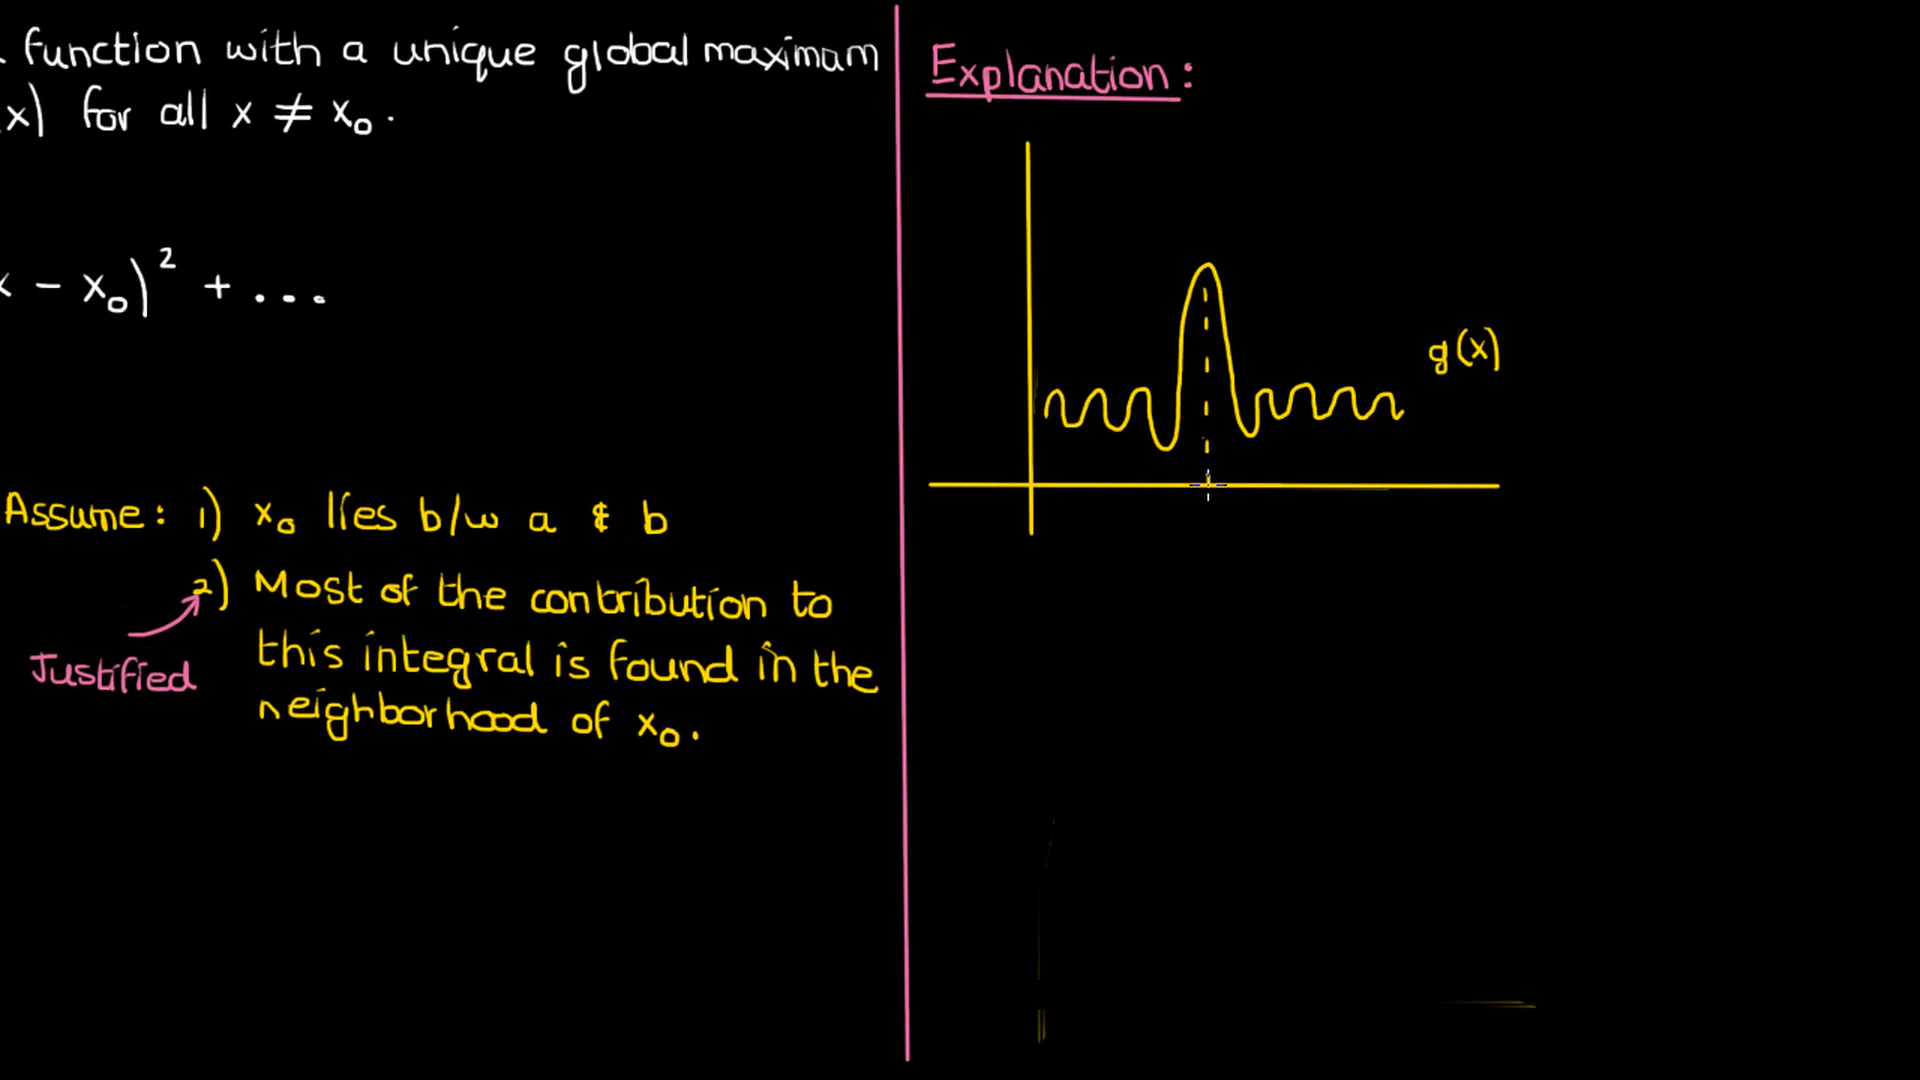 . function with a unique global maximum
x) for all x ≠ x₀.
x − x₀)² + ...
Assume: 1) x₀ lies b/w a & b
2) Most of the contribution to
this integral is found in the
neighborhood of x₀.
Justified
Explanation:
g(x)